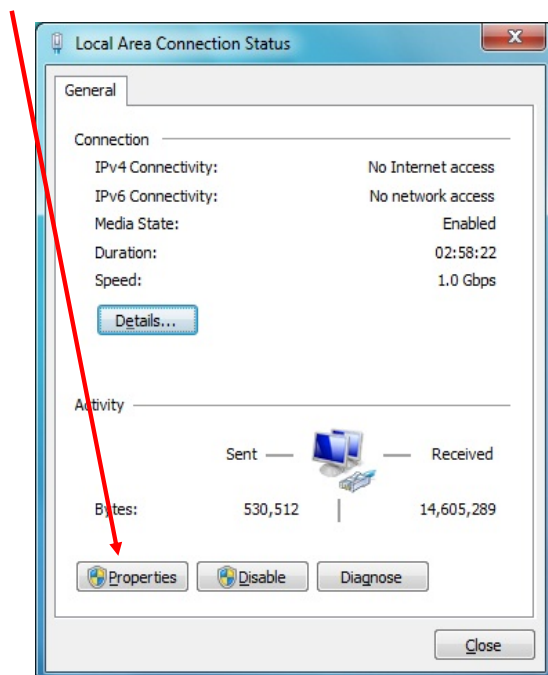 Local Area Connection Status
General
Connection
IPv4 Connectivity: No Internet access
IPv6 Connectivity: No network access
Media State: Enabled
Duration: 02:58:22
Speed: 1.0 Gbps
Details...
Activity
Sent — — Received
Bytes: 530,512 14,605,289
Properties Disable Diagnose
Close